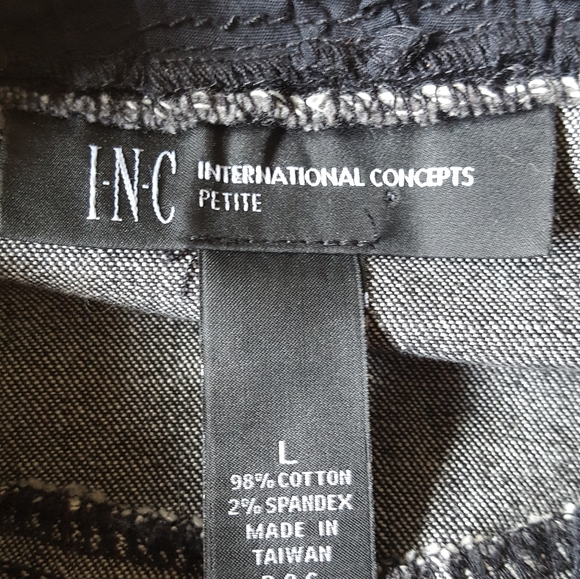 I·N·C INTERNATIONAL CONCEPTS
PETITE
L
98% COTTON
2% SPANDEX
MADE IN
TAIWAN